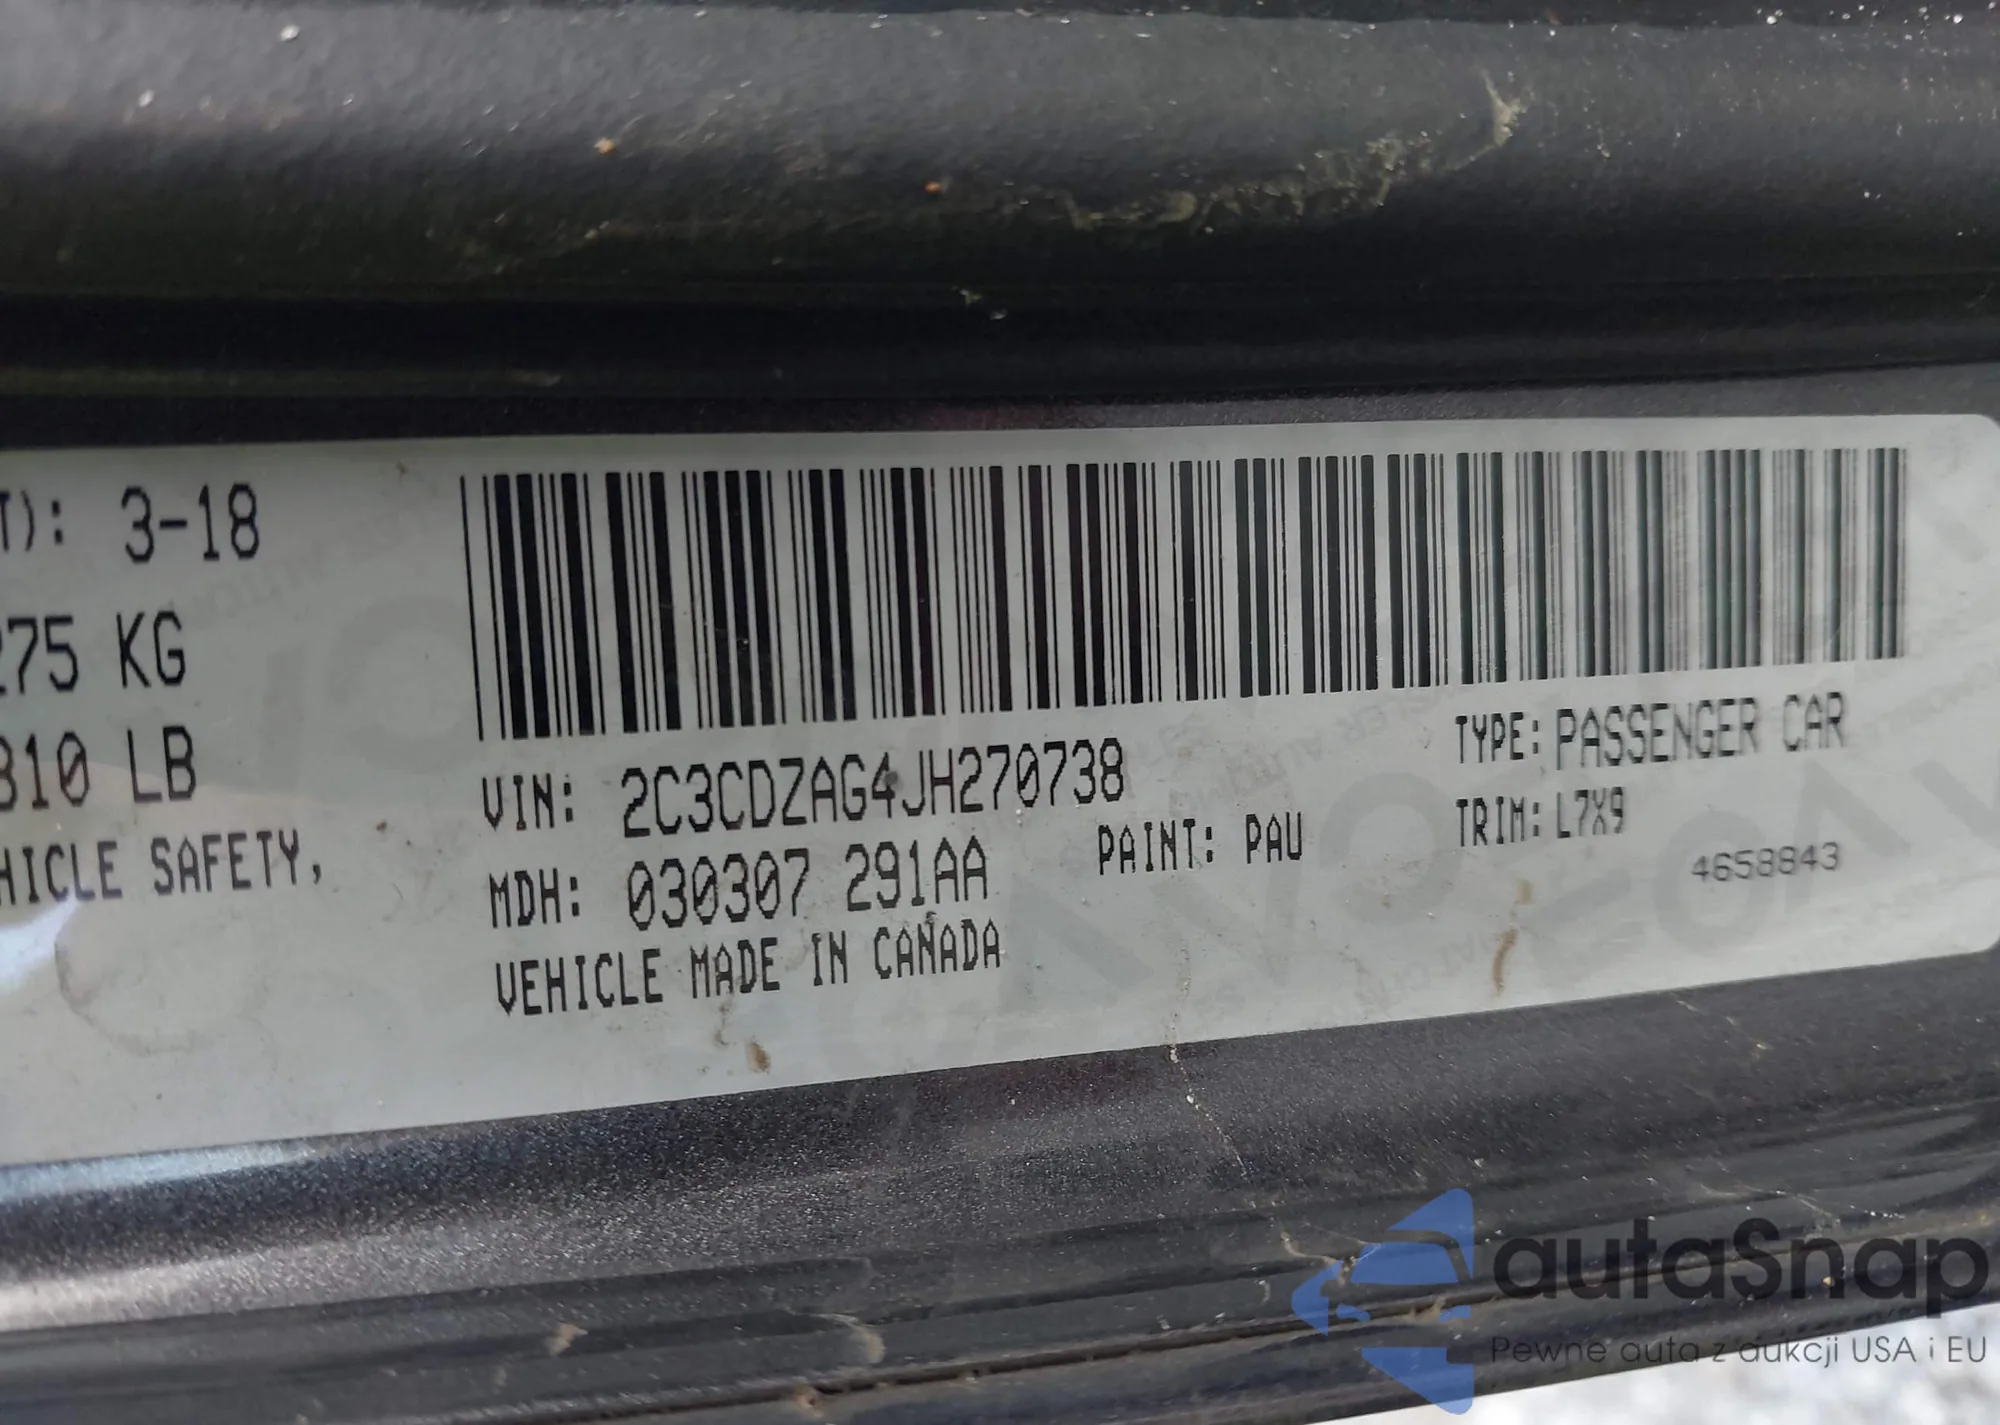 T): 3-18
275 KG
310 LB
HICLE SAFETY,
VIN: 2C3CDZAG4JH270738
TYPE: PASSENGER CAR
MDH: 030307 291AA
PAINT: PAU
TRIM: L7X9
4658843
VEHICLE MADE IN CANADA
autaSnap
Pewne auta z aukcji USA i EU